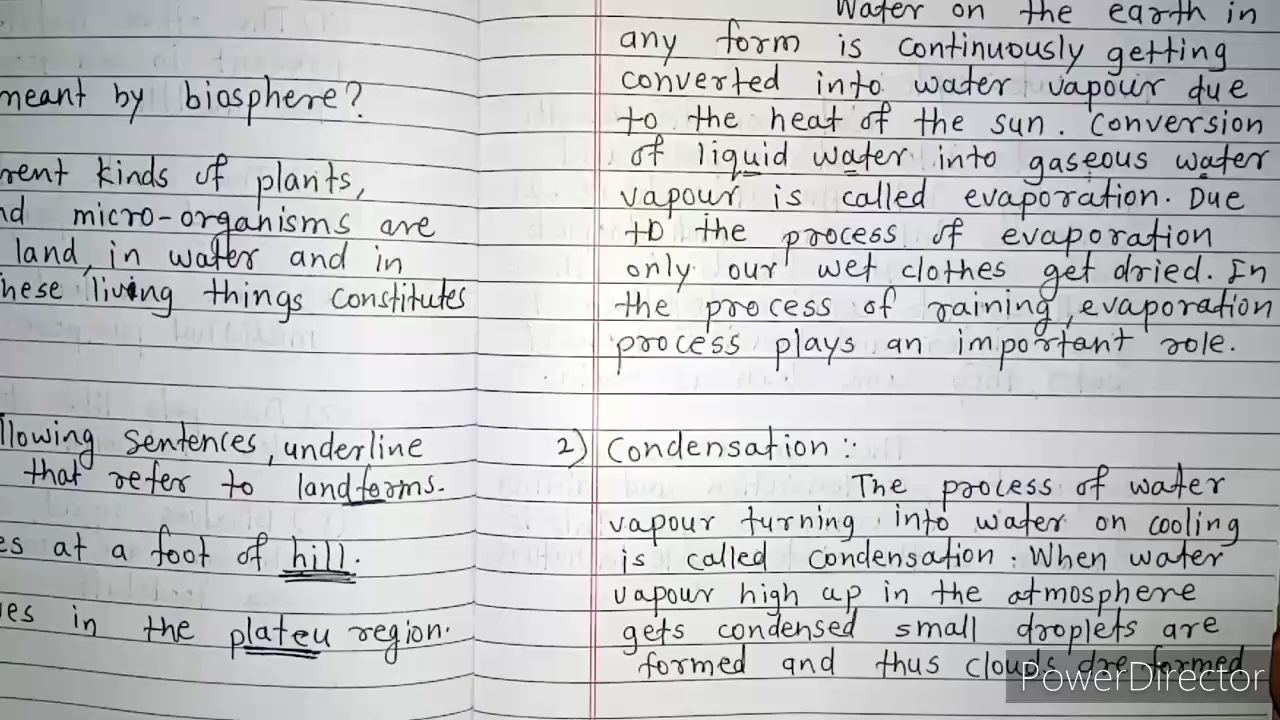 meant by biosphere?
rent kinds of plants,
nd micro-organisms are
land, in water and in
hese living things constitutes
llowing sentences, underline
that refer to landforms.
es at a foot of hill.
es in the plateu region.
Water on the earth in
any form is continuously getting
converted into water vapour due
to the heat of the sun. Conversion
of liquid water into gaseous water
vapour is called evaporation. Due
to the process of evaporation
only our wet clothes get dried. In
the process of raining, evaporation
process plays an important role.
2) Condensation :
The process of water
vapour turning into water on cooling
is called condensation. When water
vapour high up in the atmosphere
gets condensed small droplets are
formed and thus clouds are formed
PowerDirector